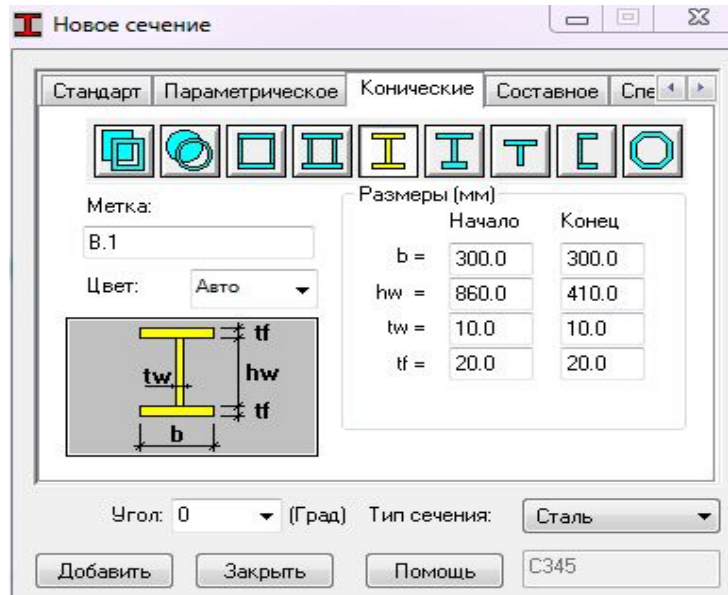 Новое сечение
Стандарт Параметрическое Конические Составное Спе
Метка:
B.1
Цвет: Авто
tf
tw hw
tf
b
Размеры (мм)
Начало Конец
b = 300.0 300.0
hw = 860.0 410.0
tw = 10.0 10.0
tf = 20.0 20.0
Угол: 0 (Град) Тип сечения: Сталь
Добавить Закрыть Помощь C345